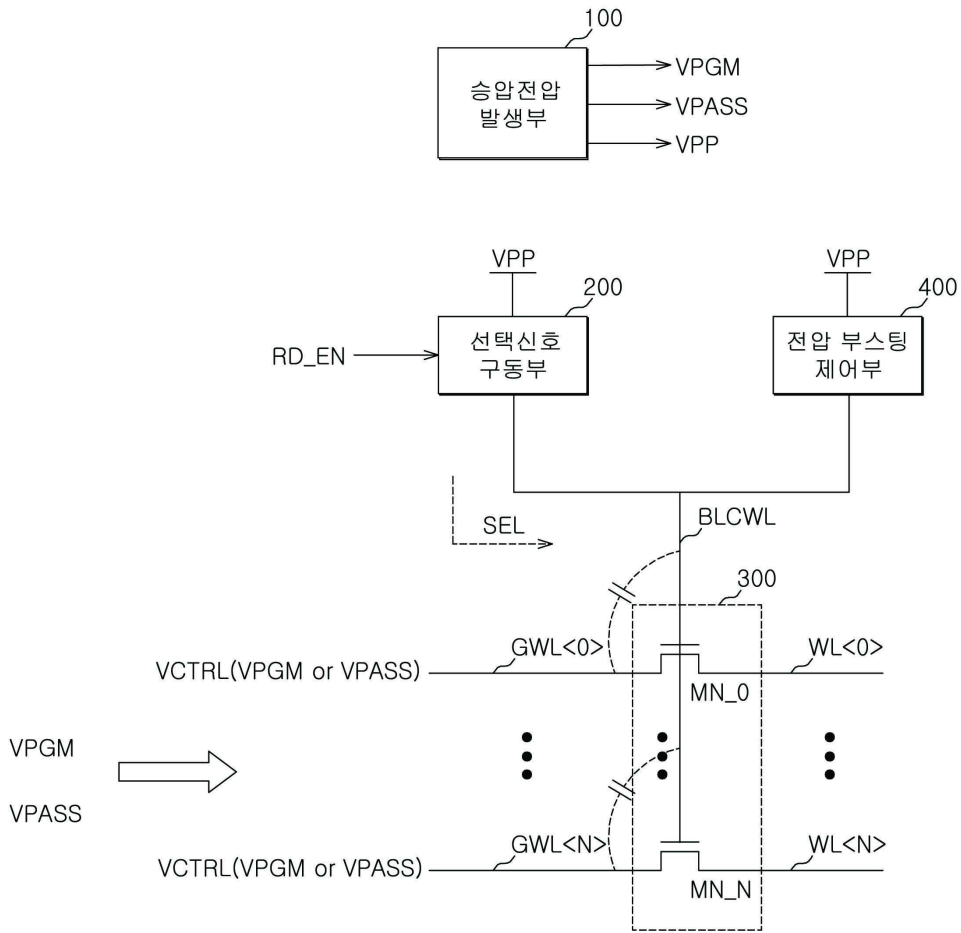 100
승압전압
발생부
VPGM
VPASS
VPP
VPP
200
VPP
400
RD_EN
선택신호
구동부
전압 부스팅
제어부
SEL
BLCWL
300
VCTRL(VPGM or VPASS)
GWL<0>
MN_0
WL<0>
VPGM
VPASS
VCTRL(VPGM or VPASS)
GWL<N>
MN_N
WL<N>